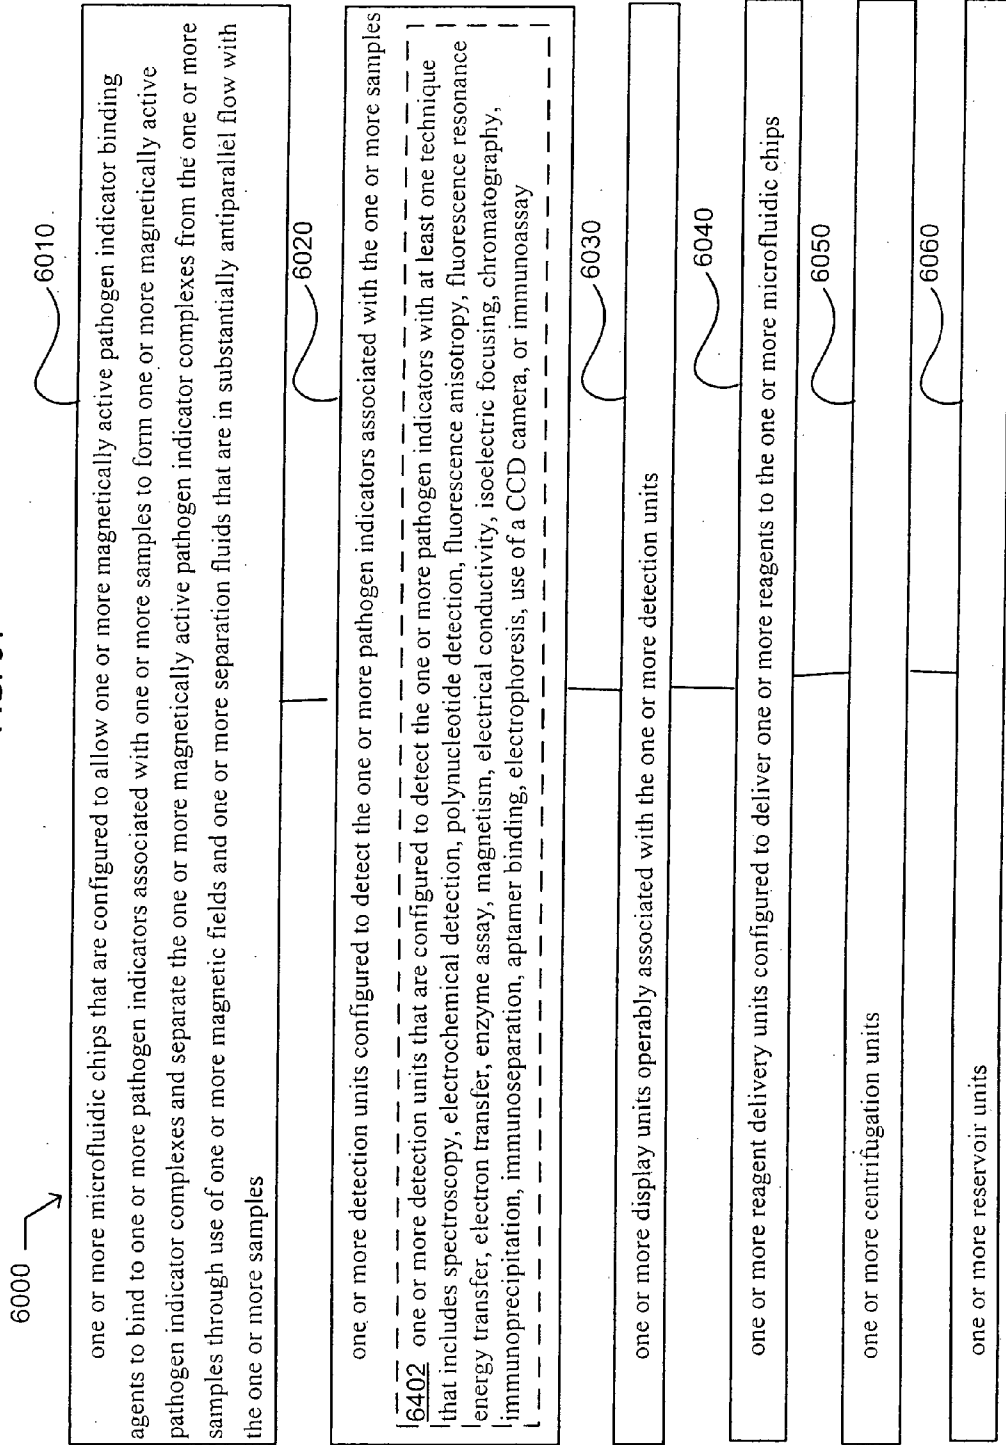 6000
6010
one or more microfluidic chips that are configured to allow one or more magnetically active pathogen indicator binding
agents to bind to one or more pathogen indicators associated with one or more samples to form one or more magnetically active
pathogen indicator complexes and separate the one or more magnetically active pathogen indicator complexes from the one or more
samples through use of one or more magnetic fields and one or more separation fluids that are in substantially antiparallel flow with
the one or more samples
6020
one or more detection units configured to detect the one or more pathogen indicators associated with the one or more samples
6402 one or more detection units that are configured to detect the one or more pathogen indicators with at least one technique
that includes spectroscopy, electrochemical detection, polynucleotide detection, fluorescence anisotropy, fluorescence resonance
energy transfer, electron transfer, enzyme assay, magnetism, electrical conductivity, isoelectric focusing, chromatography,
immunoprecipitation, immunoseparation, aptamer binding, electrophoresis, use of a CCD camera, or immunoassay
6030
one or more display units operably associated with the one or more detection units
6040
one or more reagent delivery units configured to deliver one or more reagents to the one or more microfluidic chips
6050
one or more centrifugation units
6060
one or more reservoir units